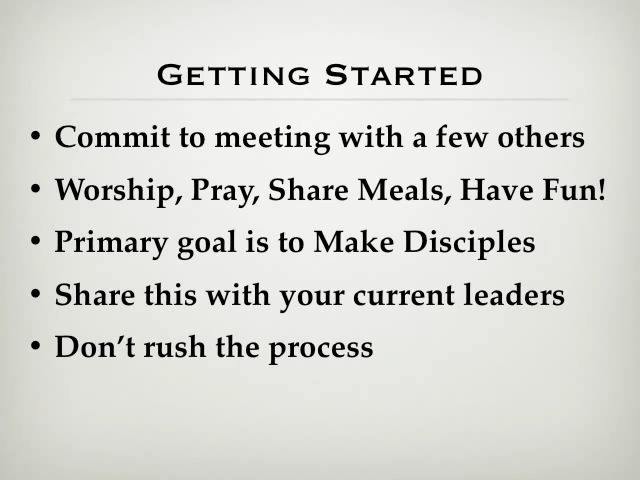 Getting Started
• Commit to meeting with a few others
• Worship, Pray, Share Meals, Have Fun!
• Primary goal is to Make Disciples
• Share this with your current leaders
• Don’t rush the process